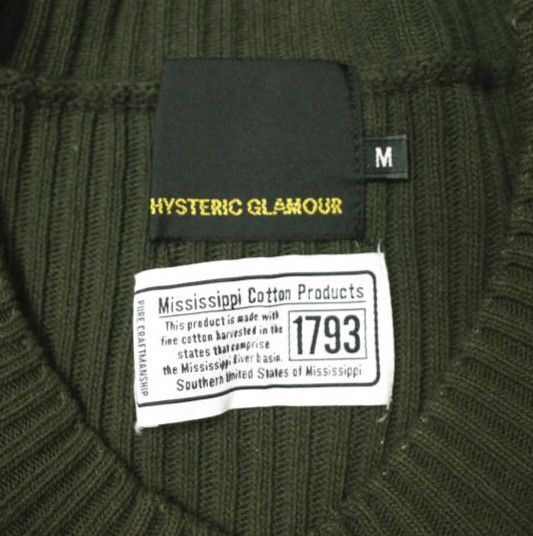 M
HYSTERIC GLAMOUR
PURE CRAFTMANSHIP
Mississippi Cotton Products
This product is made with
fine cotton harvested in the
states that comprise
the Mississippi River basin.
1793
Southern United States of Mississippi